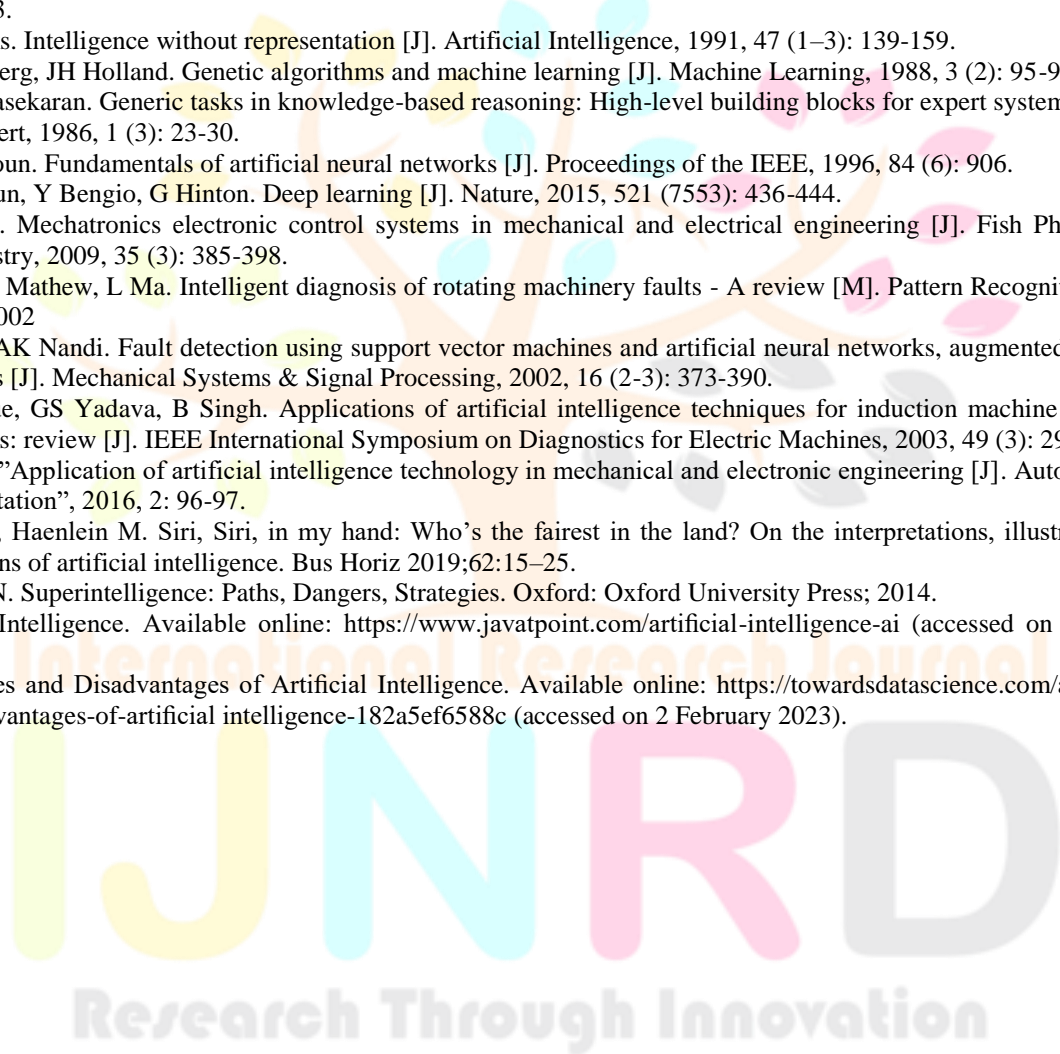 3.
s. Intelligence without representation [J]. Artificial Intelligence, 1991, 47 (1–3): 139-159.
erg, JH Holland. Genetic algorithms and machine learning [J]. Machine Learning, 1988, 3 (2): 95-9
asekaran. Generic tasks in knowledge-based reasoning: High-level building blocks for expert system
ert, 1986, 1 (3): 23-30.
oun. Fundamentals of artificial neural networks [J]. Proceedings of the IEEE, 1996, 84 (6): 906.
un, Y Bengio, G Hinton. Deep learning [J]. Nature, 2015, 521 (7553): 436-444.
. Mechatronics electronic control systems in mechanical and electrical engineering [J]. Fish Ph
stry, 2009, 35 (3): 385-398.
Mathew, L Ma. Intelligent diagnosis of rotating machinery faults - A review [M]. Pattern Recognit
002
AK Nandi. Fault detection using support vector machines and artificial neural networks, augmented
s [J]. Mechanical Systems & Signal Processing, 2002, 16 (2-3): 373-390.
e, GS Yadava, B Singh. Applications of artificial intelligence techniques for induction machine
s: review [J]. IEEE International Symposium on Diagnostics for Electric Machines, 2003, 49 (3): 29
”Application of artificial intelligence technology in mechanical and electronic engineering [J]. Auto
tation”, 2016, 2: 96-97.
, Haenlein M. Siri, Siri, in my hand: Who’s the fairest in the land? On the interpretations, illustr
ns of artificial intelligence. Bus Horiz 2019;62:15–25.
N. Superintelligence: Paths, Dangers, Strategies. Oxford: Oxford University Press; 2014.
Intelligence. Available online: https://www.javatpoint.com/artificial-intelligence-ai (accessed on
International Research Journal
es and Disadvantages of Artificial Intelligence. Available online: https://towardsdatascience.com/a
vantages-of-artificial intelligence-182a5ef6588c (accessed on 2 February 2023).
IJNRD
Research Through Innovation